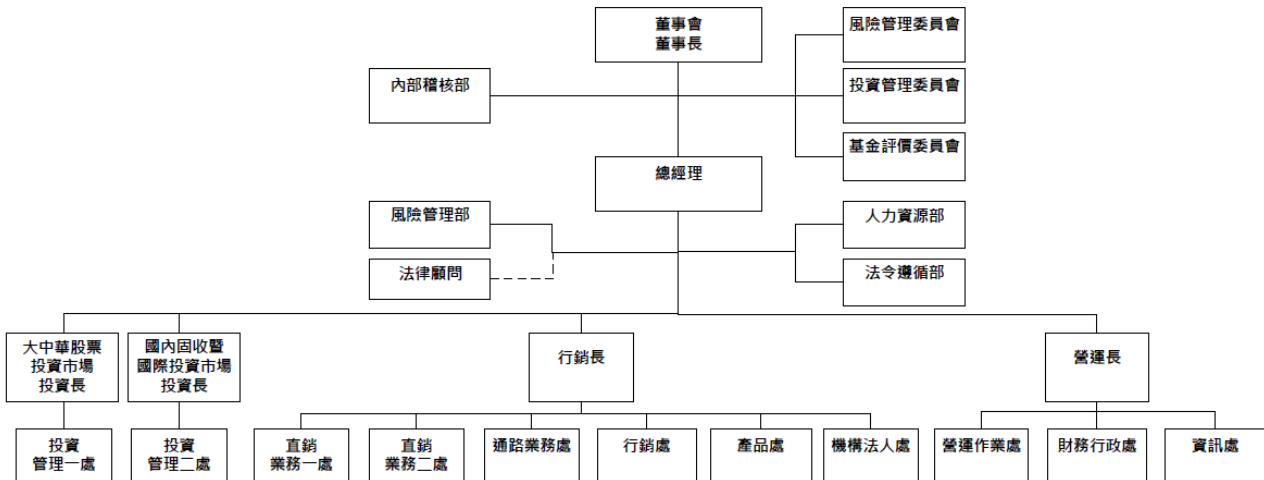 董事會
董事長
風險管理委員會
內部稽核部
投資管理委員會
基金評價委員會
總經理
風險管理部
人力資源部
法律顧問
法令遵循部
大中華股票
投資市場
投資長
國內固收暨
國際投資市場
投資長
行銷長
營運長
投資
管理一處
投資
管理二處
直銷
業務一處
直銷
業務二處
通路業務處
行銷處
產品處
機構法人處
營運作業處
財務行政處
資訊處